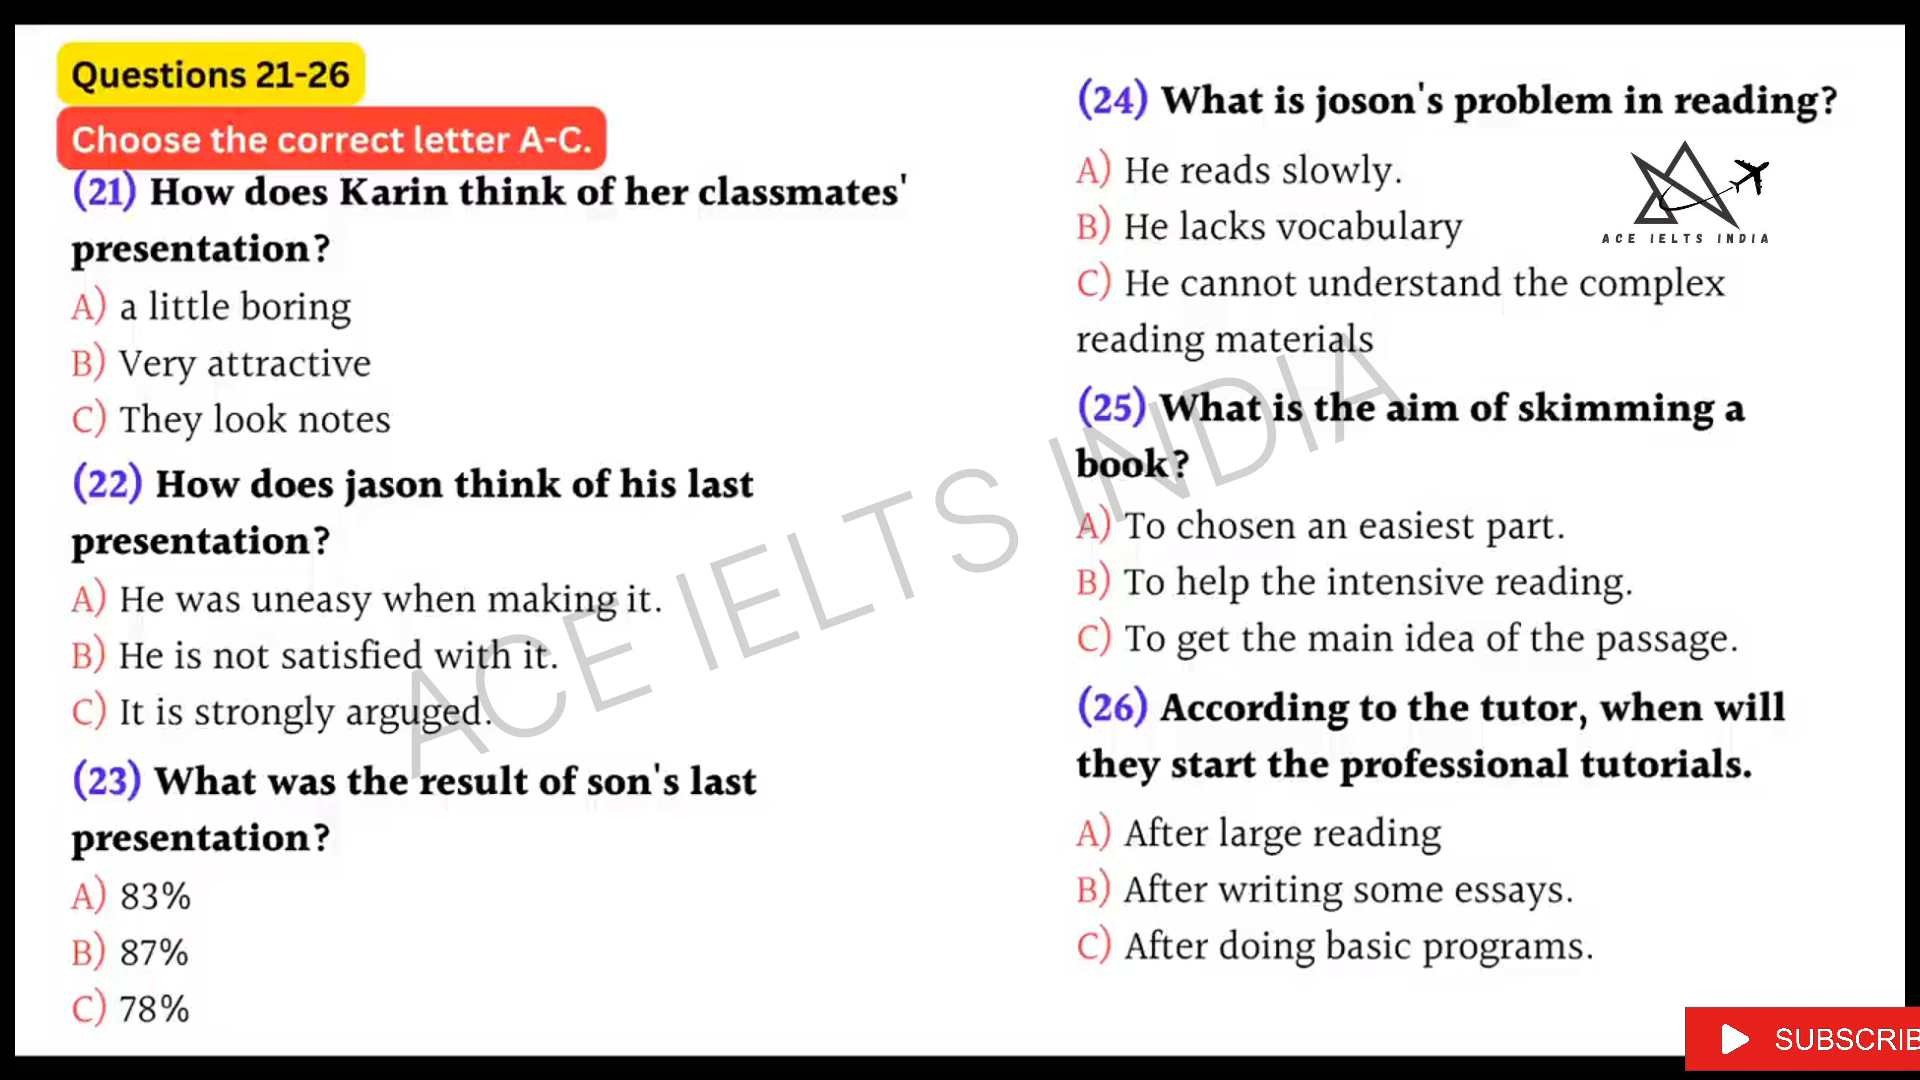 Questions 21-26
Choose the correct letter A-C.
(21) How does Karin think of her classmates'
presentation?
A) a little boring
B) Very attractive
C) They look notes
(22) How does jason think of his last
presentation?
A) He was uneasy when making it.
B) He is not satisfied with it.
C) It is strongly arguged.
(23) What was the result of son's last
presentation?
A) 83%
B) 87%
C) 78%
(24) What is joson's problem in reading?
A) He reads slowly.
B) He lacks vocabulary
C) He cannot understand the complex
reading materials
(25) What is the aim of skimming a
book?
A) To chosen an easiest part.
B) To help the intensive reading.
C) To get the main idea of the passage.
(26) According to the tutor, when will
they start the professional tutorials.
A) After large reading
B) After writing some essays.
C) After doing basic programs.
ACE IELTS INDIA
ACE IELTS INDIA
SUBSCRIB